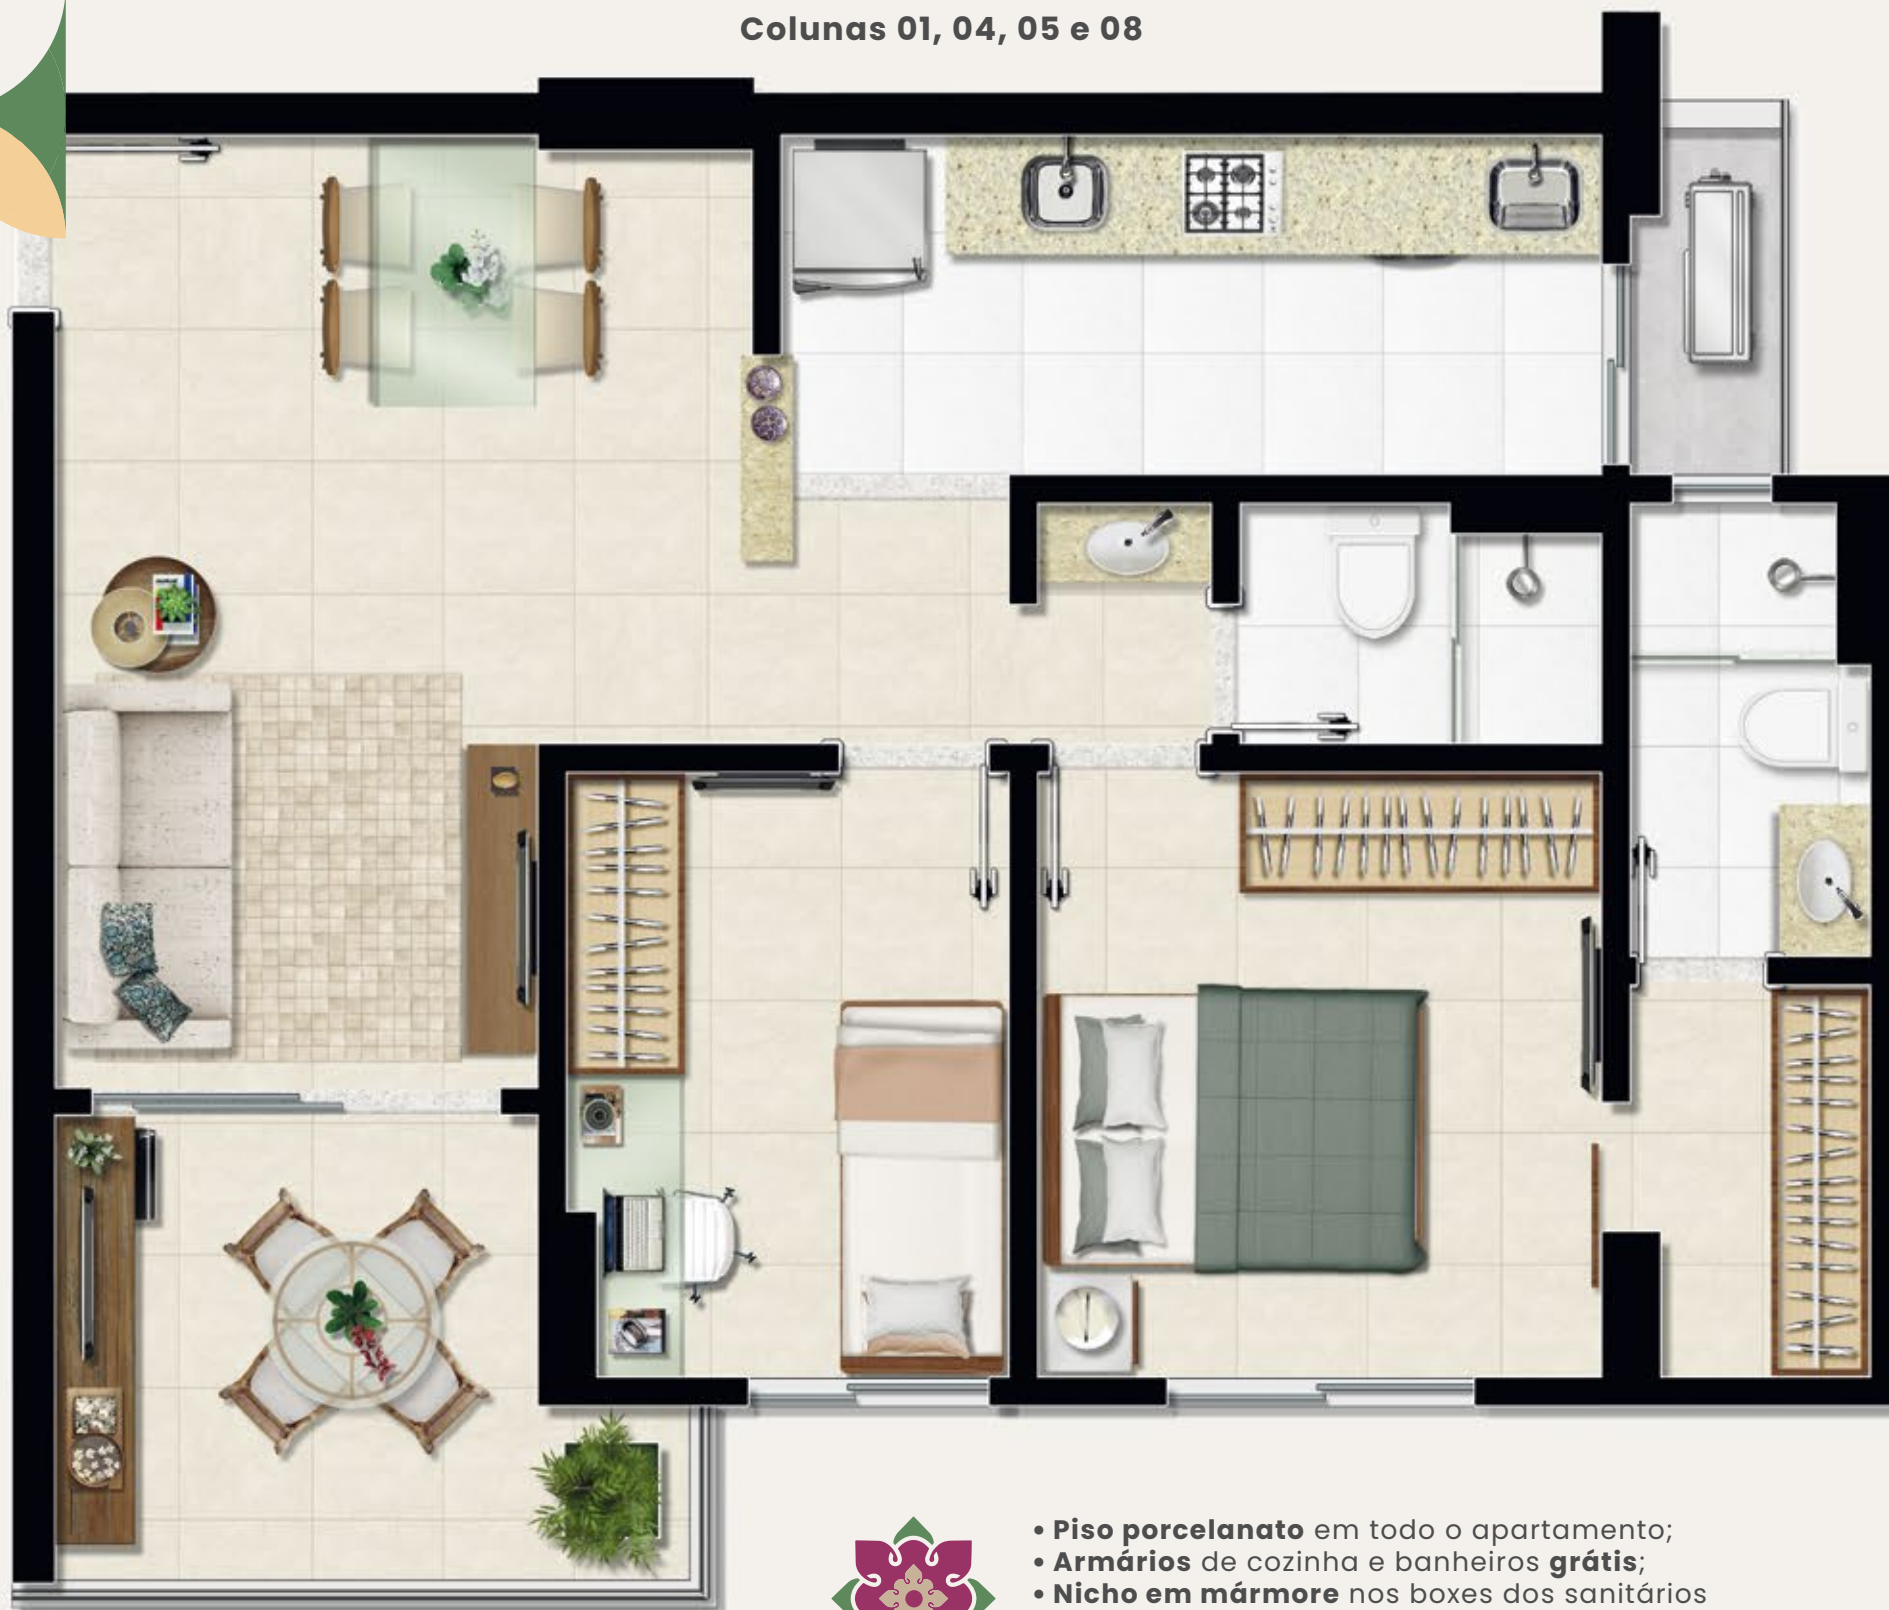 Colunas 01, 04, 05 e 08
• Piso porcelanato em todo o apartamento;
• Armários de cozinha e banheiros grátis;
• Nicho em mármore nos boxes dos sanitários